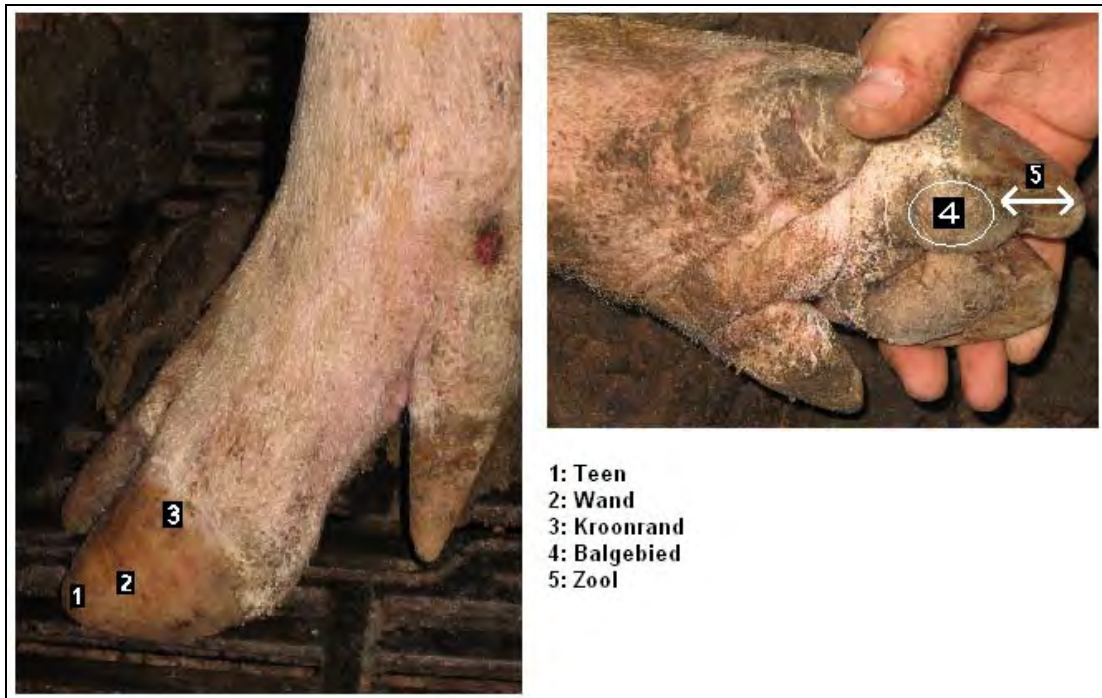 3
2
1
5
4
1: Teen
2: Wand
3: Kroonrand
4: Balgebied
5: Zool